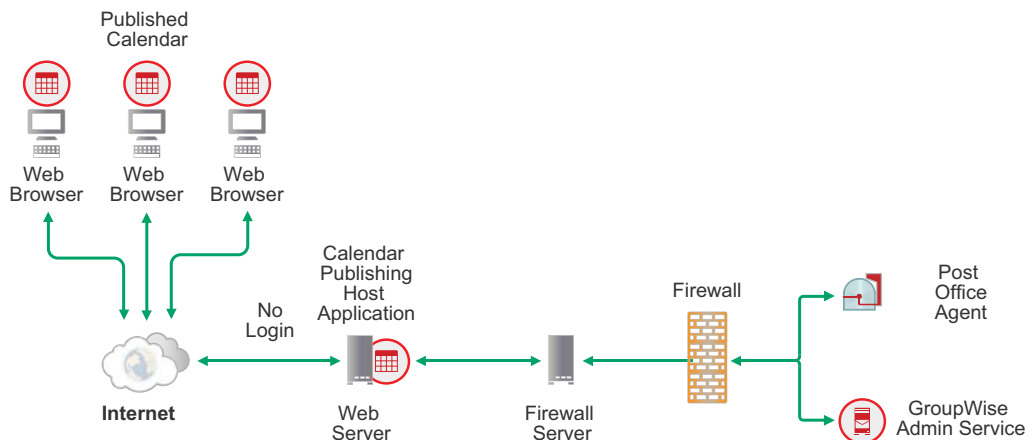 Published
Calendar
Web
Browser
Web
Browser
Web
Browser
Calendar
Publishing
Host
Application
No
Login
Firewall
Post
Office
Agent
Internet
Web
Server
Firewall
Server
GroupWise
Admin Service